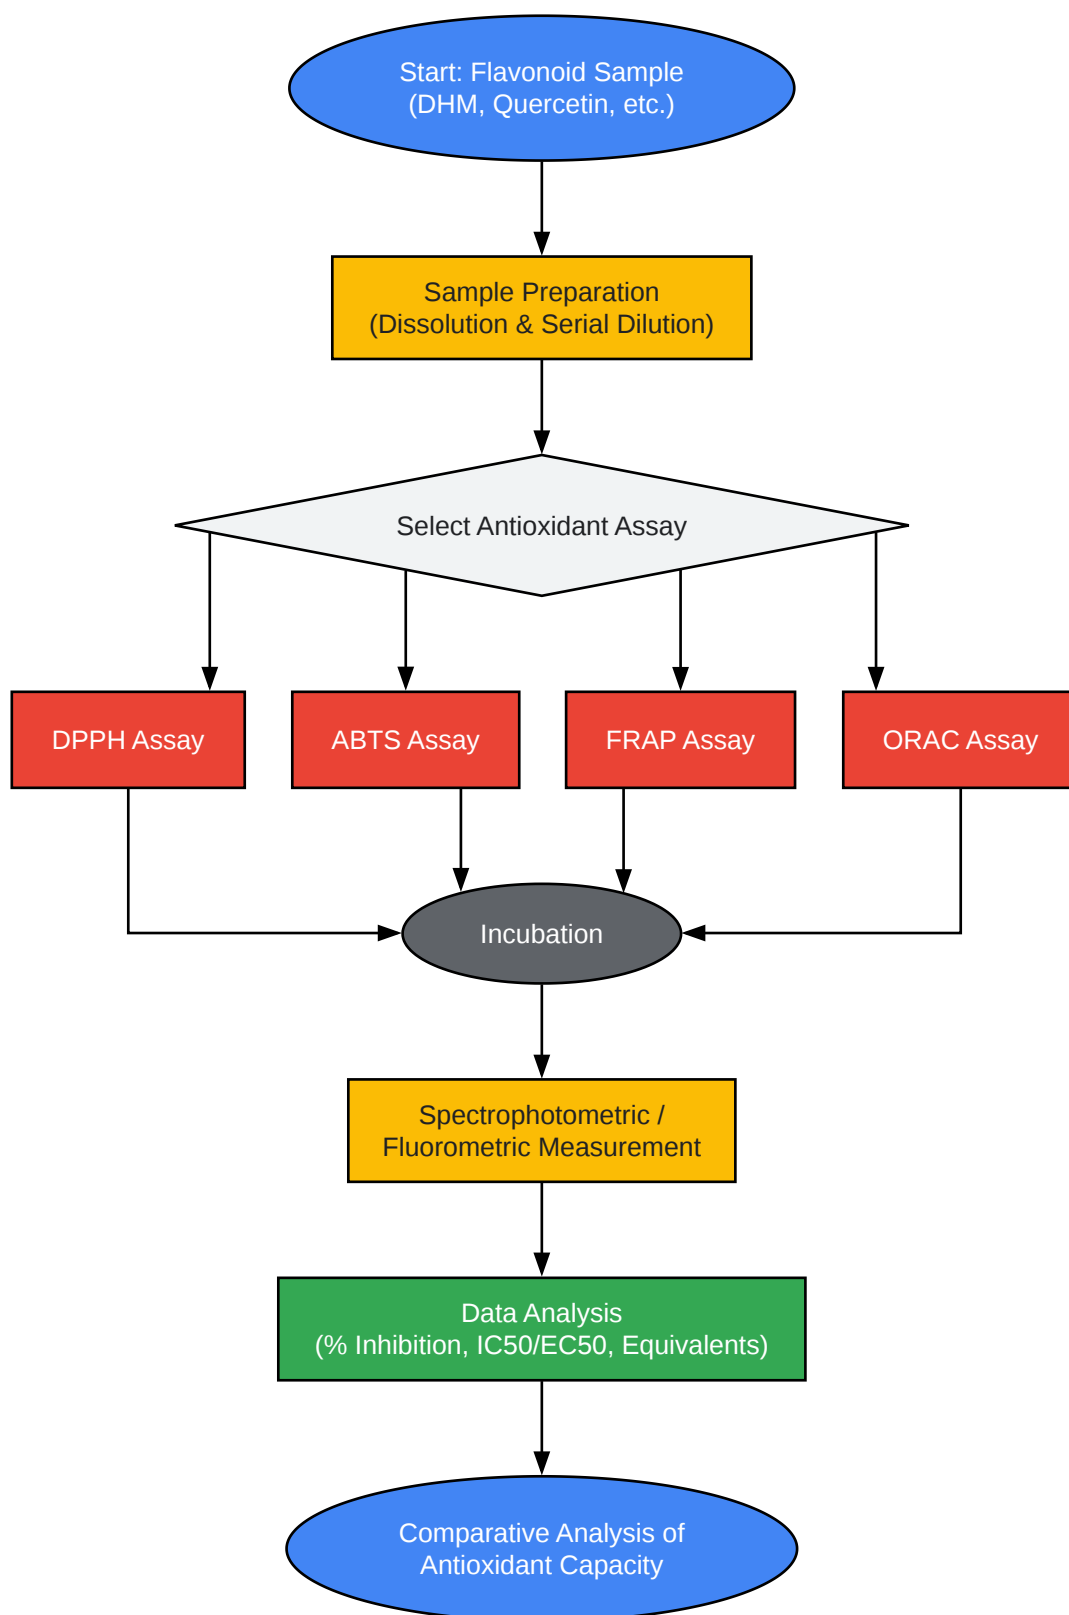 Start: Flavonoid Sample
(DHM, Quercetin, etc.)
Sample Preparation
(Dissolution & Serial Dilution)
Select Antioxidant Assay
DPPH Assay
ABTS Assay
FRAP Assay
ORAC Assay
Incubation
Spectrophotometric /
Fluorometric Measurement
Data Analysis
(% Inhibition, IC50/EC50, Equivalents)
Comparative Analysis of
Antioxidant Capacity